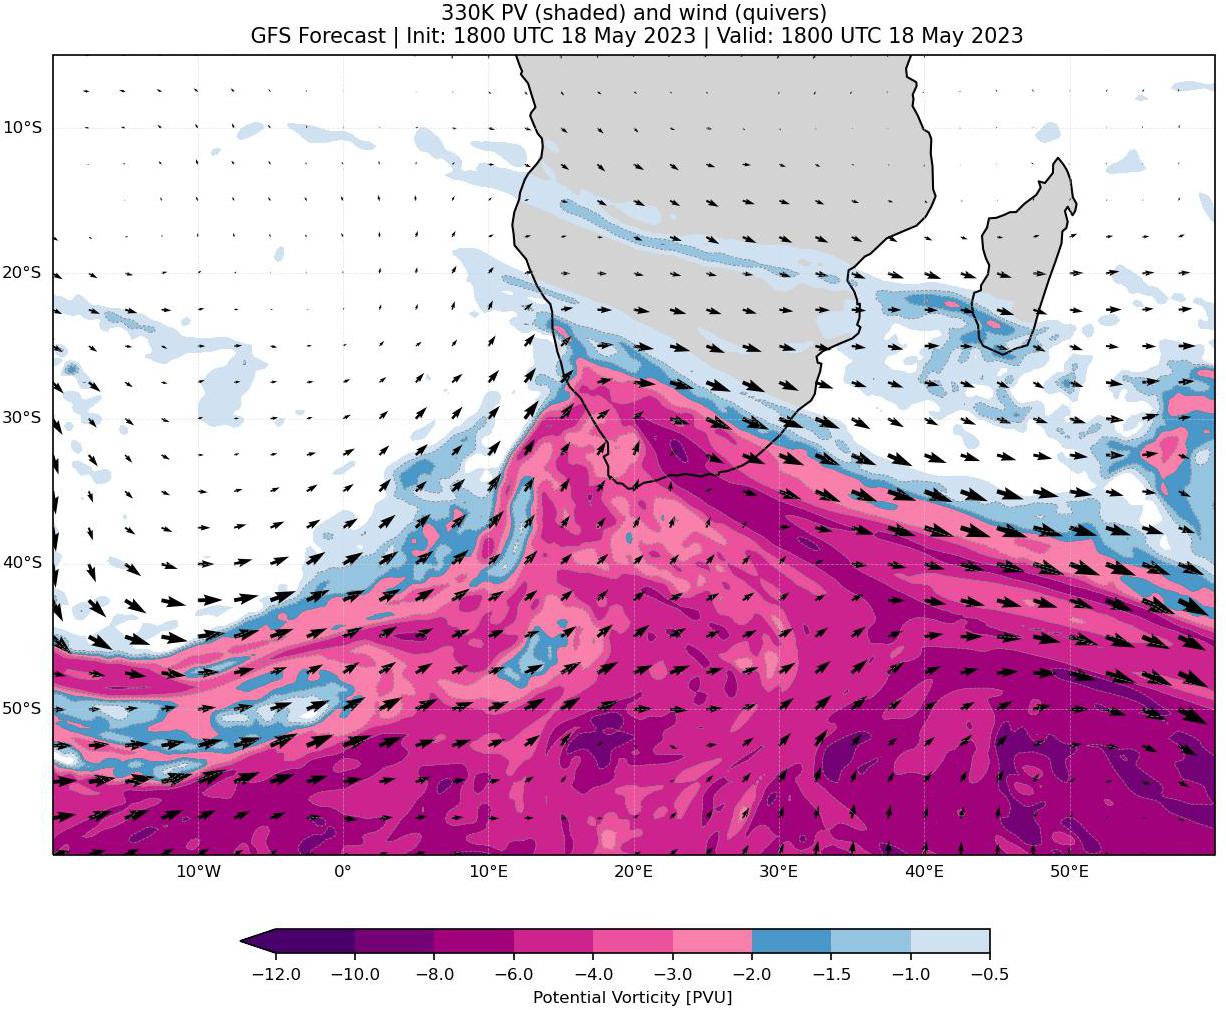 330K PV (shaded) and wind (quivers)
GFS Forecast | Init: 1800 UTC 18 May 2023 | Valid: 1800 UTC 18 May 2023
10°S
20°S
30°S
40°S
50°S
10°W 0° 10°E 20°E 30°E 40°E 50°E
−12.0 −10.0 −8.0 −6.0 −4.0 −3.0 −2.0 −1.5 −1.0 −0.5
Potential Vorticity [PVU]